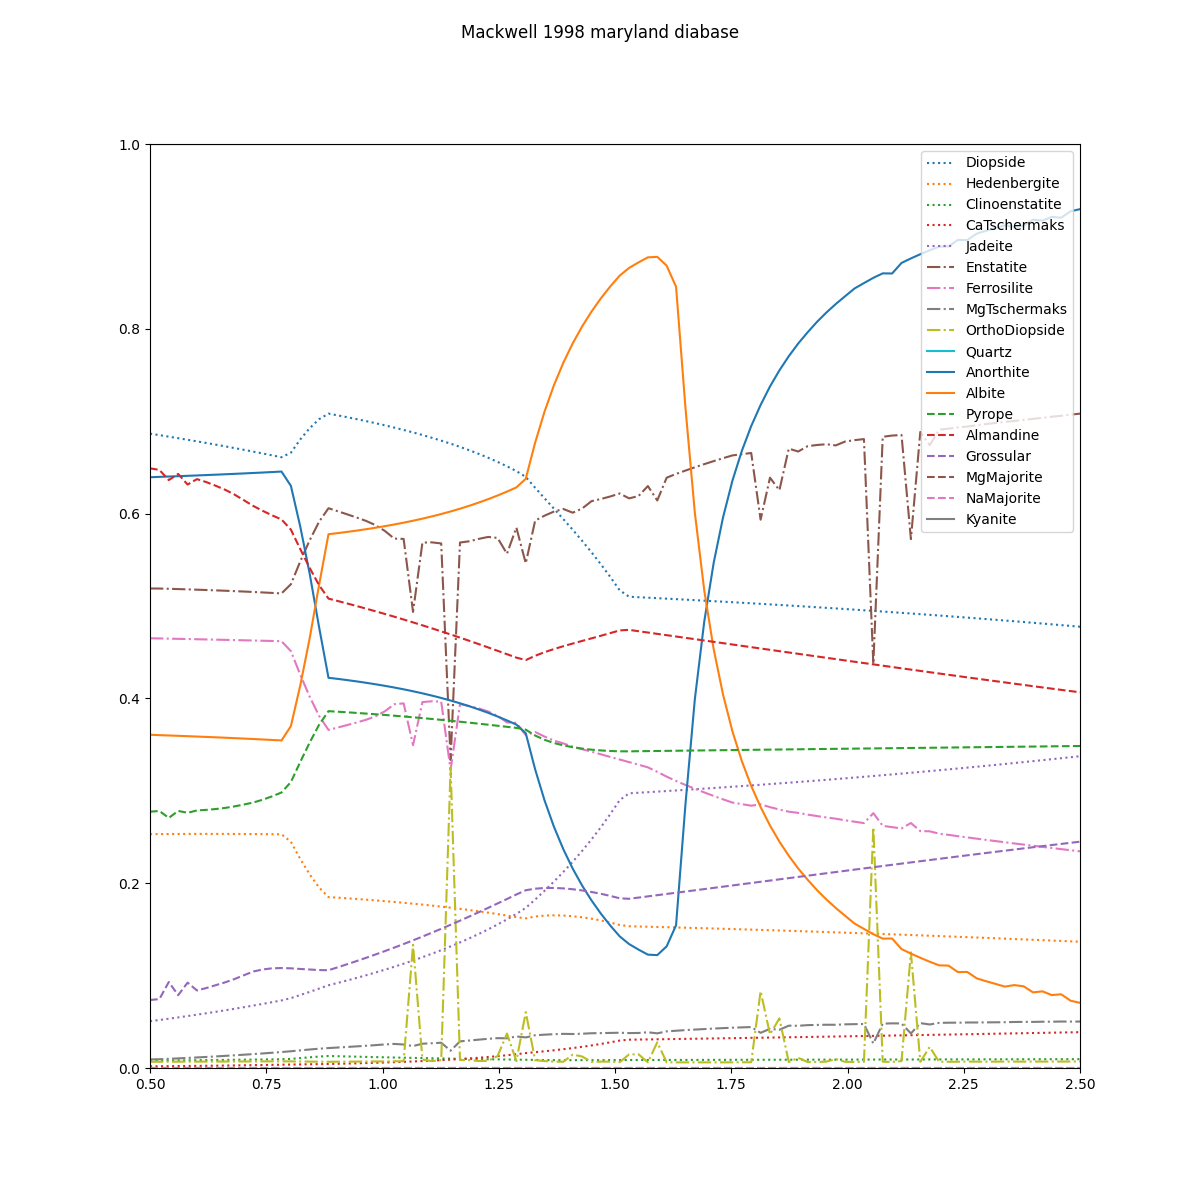 Mackwell 1998 maryland diabase
1.0
0.8
0.6
0.4
0.2
0.0
Diopside
Hedenbergite
Clinoenstatite
CaTschermaks
Jadeite
Enstatite
Ferrosilite
MgTschermaks
OrthoDiopside
Quartz
Anorthite
Albite
Pyrope
Almandine
Grossular
MgMajorite
NaMajorite
Kyanite
0.50
0.75
1.00
1.25
1.50
1.75
2.00
2.25
2.50